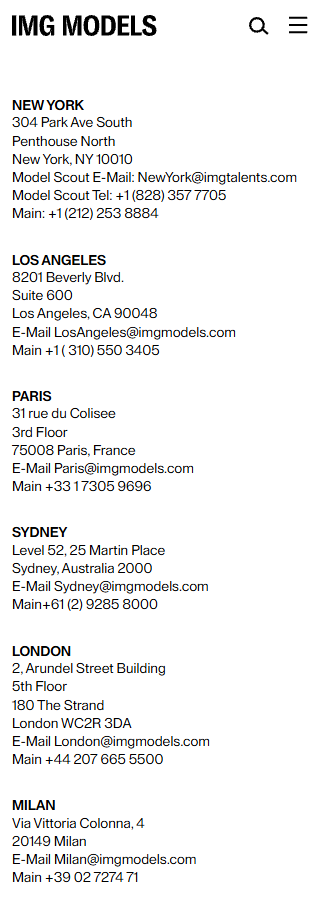 IMG MODELS
NEW YORK
304 Park Ave South
Penthouse North
New York, NY 10010
Model Scout E-Mail: NewYork@imgtalents.com
Model Scout Tel: +1 (828) 357 7705
Main: +1 (212) 253 8884
LOS ANGELES
8201 Beverly Blvd.
Suite 600
Los Angeles, CA 90048
E-Mail LosAngeles@imgmodels.com
Main +1 ( 310) 550 3405
PARIS
31 rue du Colisee
3rd Floor
75008 Paris, France
E-Mail Paris@imgmodels.com
Main +33 1 7305 9696
SYDNEY
Level 52, 25 Martin Place
Sydney, Australia 2000
E-Mail Sydney@imgmodels.com
Main+61 (2) 9285 8000
LONDON
2, Arundel Street Building
5th Floor
180 The Strand
London WC2R 3DA
E-Mail London@imgmodels.com
Main +44 207 665 5500
MILAN
Via Vittoria Colonna, 4
20149 Milan
E-Mail Milan@imgmodels.com
Main +39 02 7274 71